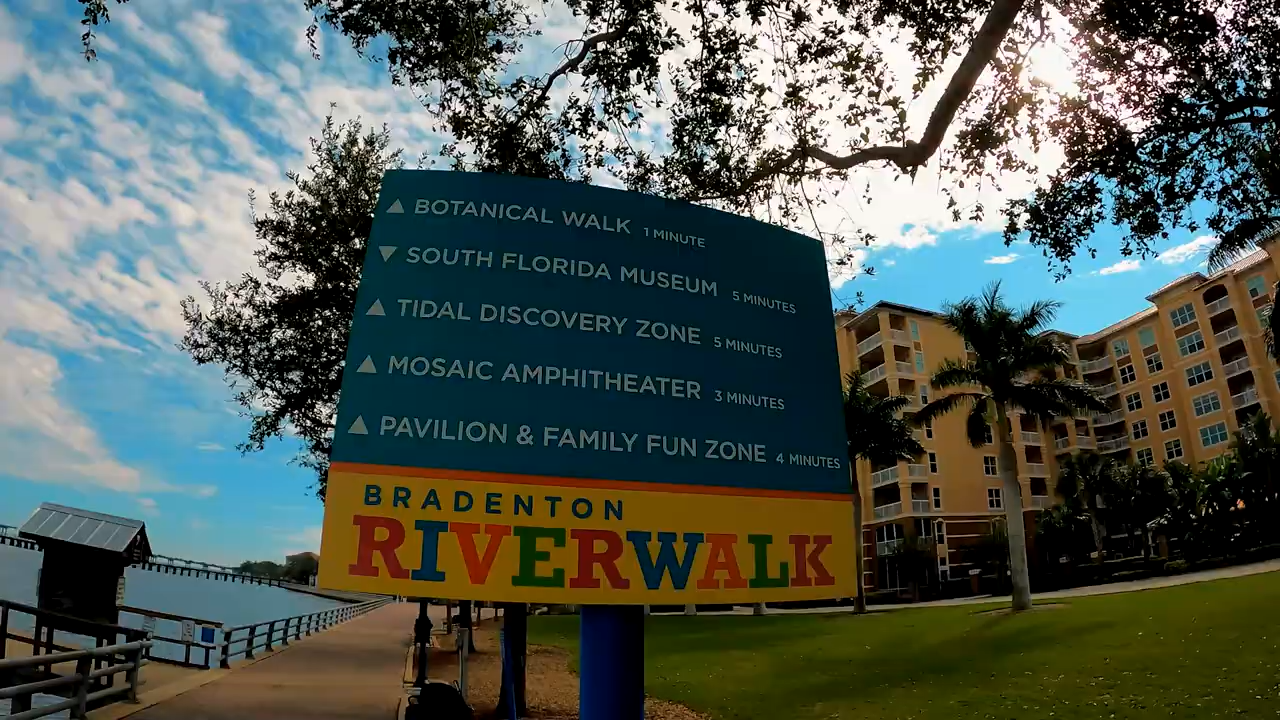 ▲ BOTANICAL WALK 1 MINUTE
▼ SOUTH FLORIDA MUSEUM 5 MINUTES
▲ TIDAL DISCOVERY ZONE 5 MINUTES
▲ MOSAIC AMPHITHEATER 3 MINUTES
▲ PAVILION & FAMILY FUN ZONE 4 MINUTES
BRADENTON
RIVERWALK